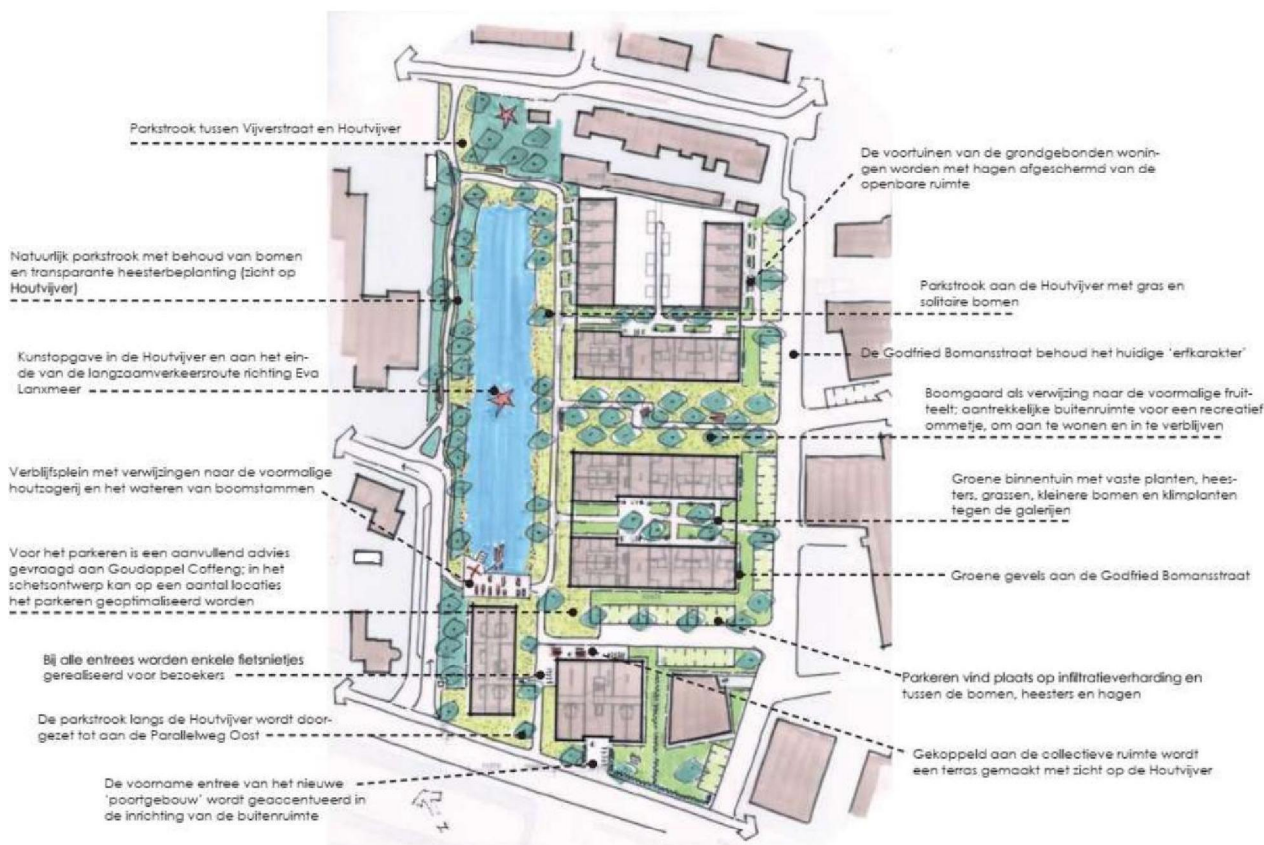 Parkstrook tussen Vijverstraat en Houtvijver
Natuurlijk parkstrook met behoud van bomen
en transparante heesterbeplanting (zicht op
Houtvijver)
Kunstopgave in de Houtvijver en aan het ein-
de van de langzaamverkeersroute richting Eva
Lanxmeer
Verblijfsplein met verwijzingen naar de voormalige
houtzagerij en het wateren van boomstammen
Voor het parkeren is een aanvullend advies
gevraagd aan Goudappel Coffeng; in het
schetsontwerp kan op een aantal locaties
het parkeren geoptimaliseerd worden
Bij alle entrees worden enkele fietsnietjes
gerealiseerd voor bezoekers
De parkstrook langs de Houtvijver wordt door-
gezet tot aan de Parallelweg Oost
De voorname entree van het nieuwe
'poortgebouw' wordt geaccentueerd in
de inrichting van de buitenruimte
De voortuinen van de grondgebonden wonin-
gen worden met hagen afgeschermd van de
openbare ruimte
Parkstrook aan de Houtvijver met gras en
solitaire bomen
De Godfried Bomansstraat behoud het huidige 'erfkarakter'
Boomgaard als verwijzing naar de voormalige fruit-
teelt; aantrekkelijke buitenruimte voor een recreatief
ommetje, om aan te wonen en in te verblijven
Groene binnentuin met vaste planten, hees-
ters, grassen, kleinere bomen en klimplanten
tegen de galerijen
Groene gevels aan de Godfried Bomansstraat
Parkeren vind plaats op infiltratieverharding en
tussen de bomen, heesters en hagen
Gekoppeld aan de collectieve ruimte wordt
een terras gemaakt met zicht op de Houtvijver
N